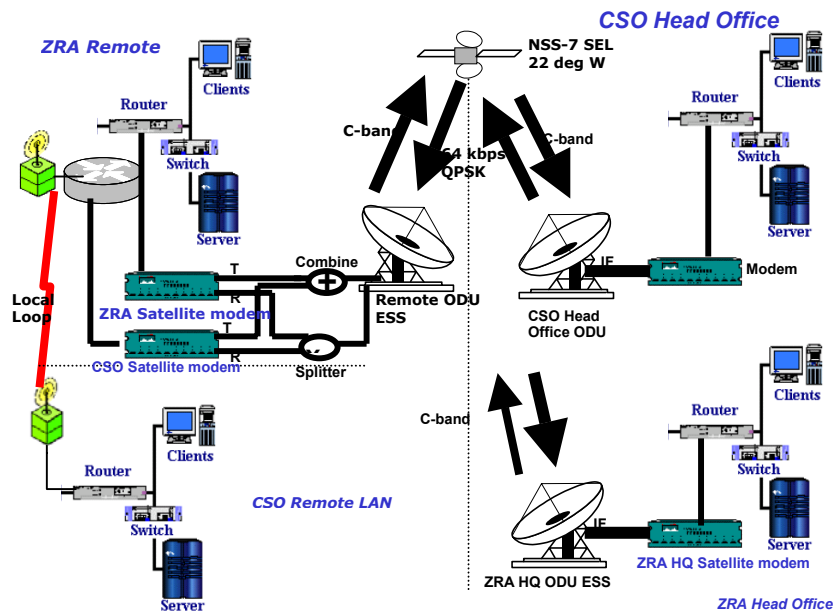 ZRA Remote
CSO Head Office
NSS-7 SEL
22 deg W
Clients
Router
Switch
Server
C-band
64 kbps
QPSK
C-band
Clients
Router
Switch
Server
Combine
T
R
ZRA Satellite modem
T
R
CSO Satellite modem
Splitter
Remote ODU
ESS
Local
Loop
IF
Modem
CSO Head
Office ODU
C-band
Clients
Router
Switch
Server
CSO Remote LAN
Clients
Router
Switch
Server
IF
ZRA HQ ODU ESS
ZRA HQ Satellite modem
ZRA Head Office